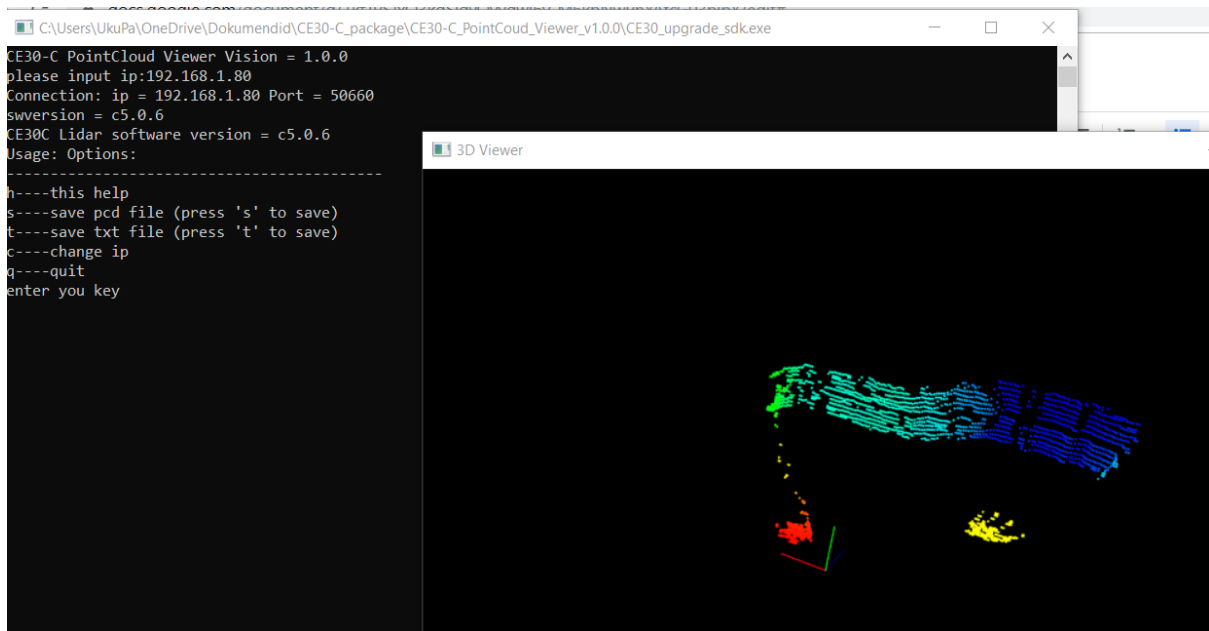 C:\Users\UkuPa\OneDrive\Dokumendid\CE30-C_package\CE30-C_PointCoud_Viewer_v1.0.0\CE30_upgrade_sdk.exe
CE30-C PointCloud Viewer Vision = 1.0.0
please input ip:192.168.1.80
Connection: ip = 192.168.1.80 Port = 50660
swversion = c5.0.6
CE30C Lidar software version = c5.0.6
Usage: Options:
-------------------------------------------
h----this help
s----save pcd file (press 's' to save)
t----save txt file (press 't' to save)
c----change ip
q----quit
enter you key
3D Viewer